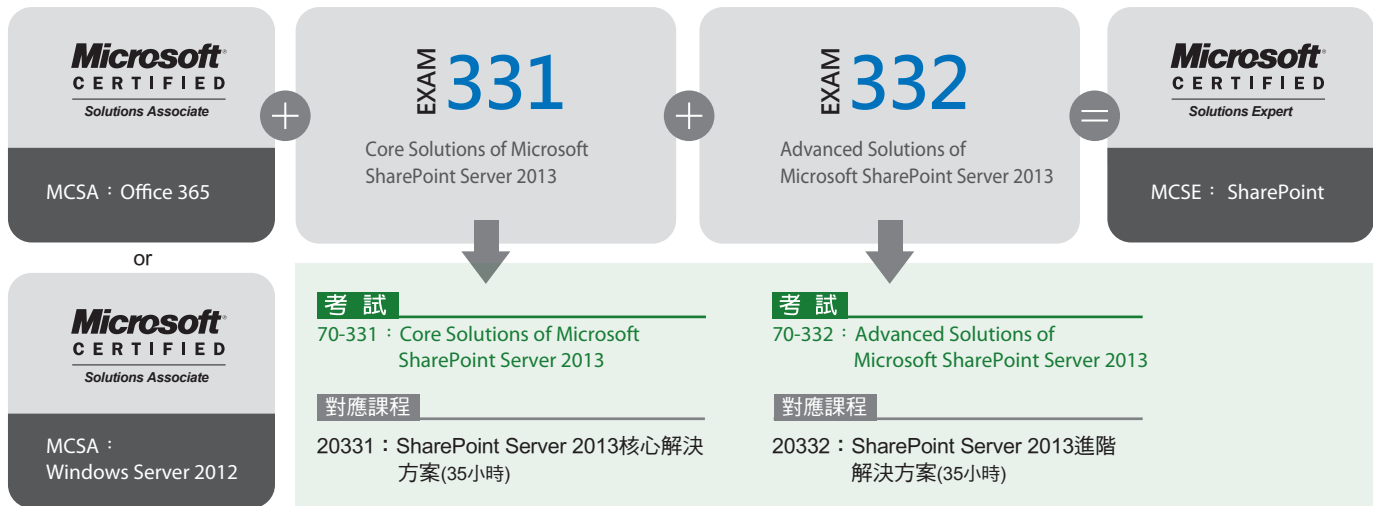 Microsoft®
CERTIFIED
Solutions Associate
MCSA：Office 365
+
EXAM 331
Core Solutions of Microsoft
SharePoint Server 2013
+
EXAM 332
Advanced Solutions of
Microsoft SharePoint Server 2013
=
Microsoft®
CERTIFIED
Solutions Expert
MCSE： SharePoint
or
Microsoft®
CERTIFIED
Solutions Associate
MCSA：
Windows Server 2012
考 試
70-331：Core Solutions of Microsoft
SharePoint Server 2013
對應課程
20331：SharePoint Server 2013核心解決
方案(35小時)
考 試
70-332：Advanced Solutions of
Microsoft SharePoint Server 2013
對應課程
20332：SharePoint Server 2013進階
解決方案(35小時)